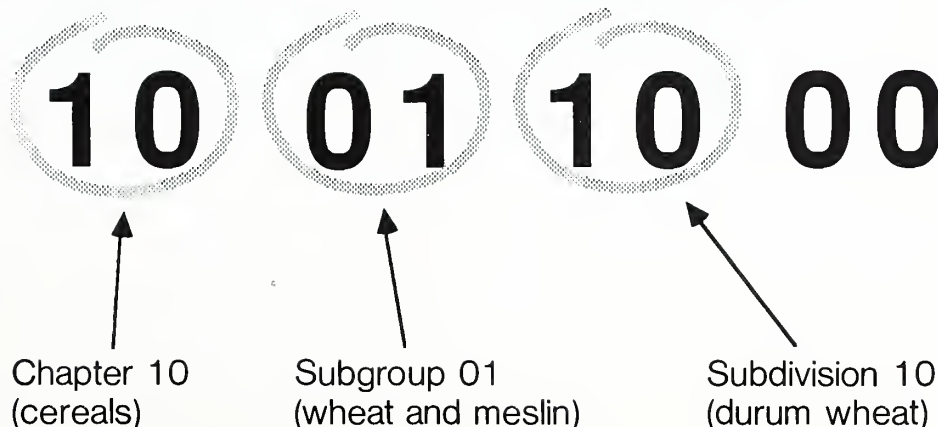 10 01 10 00
Chapter 10
(cereals)
Subgroup 01
(wheat and meslin)
Subdivision 10
(durum wheat)